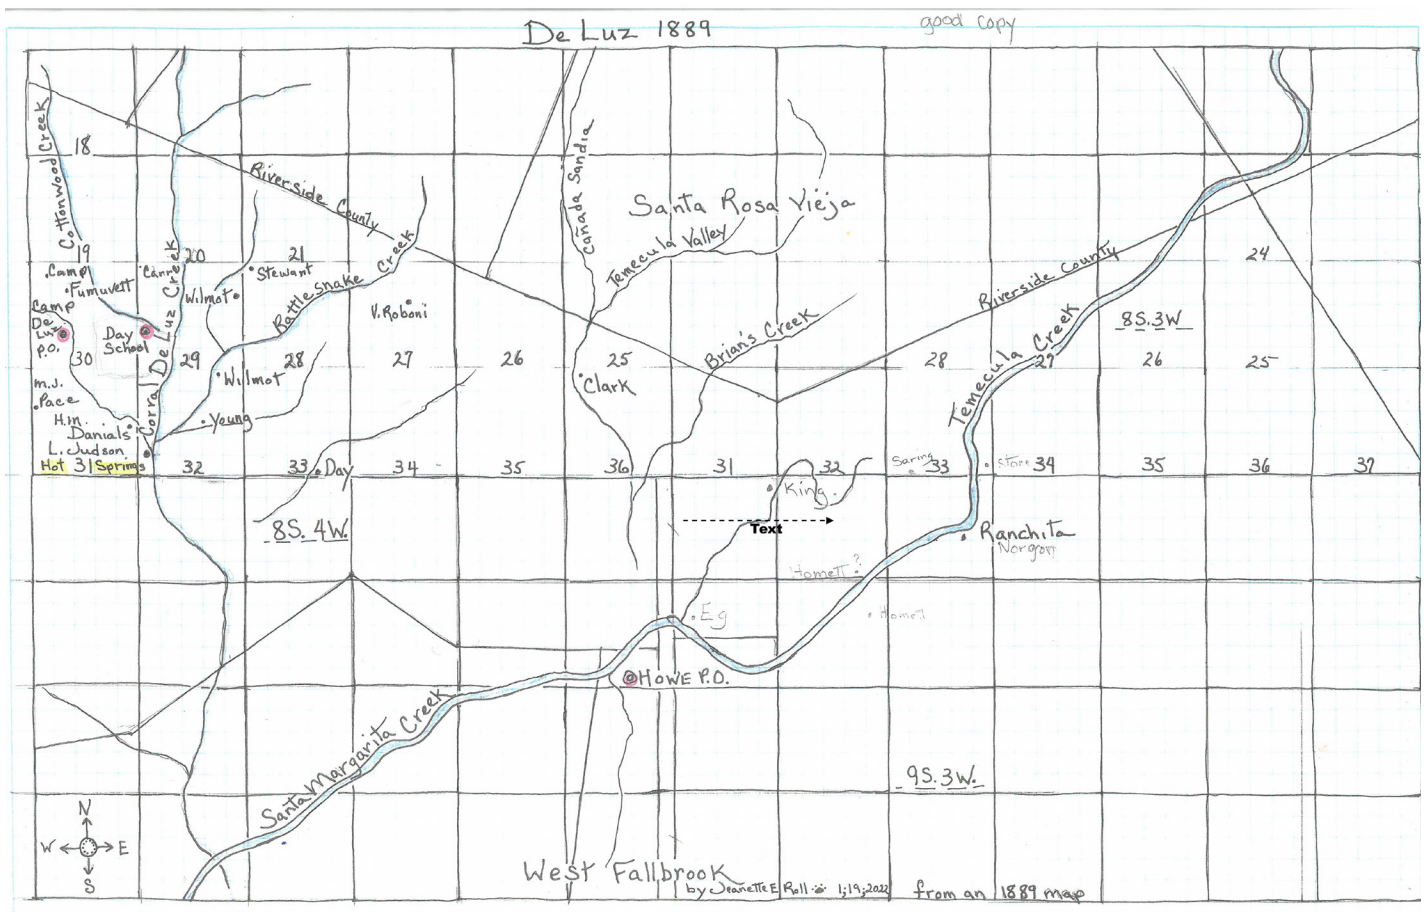 De Luz 1889
good copy
Cottonwood Creek
18
Riverside County
Cañada Sandia
Santa Rosa Vieja
Temecula Valley
19
20
21
24
.Camp
Fumuvett
Stewart
Wilmot
Rattlesnake Creek
V. Roboni
Riverside County
Camp
De
Luz
P.O.
Day
School
Corral De Luz Creek
Brian's Creek
Temecula Creek
8S.3W
30
29
28
27
26
25
28
27
26
25
Wilmot
Clark
M.J.
Pace
H.M.
Danials
Young
L. Judson
Hot 31 Springs
32
33
Day
34
35
36
31
32
33
Store
34
35
36
37
King
8S. 4W.
Text
Ranchita
Homett?
Eg
HOWE P.O.
Santa Margarita Creek
9S.3W.
N
W E
S
West Fallbrook
by Jeanette E Roll 1;19;2022
from an 1889 map